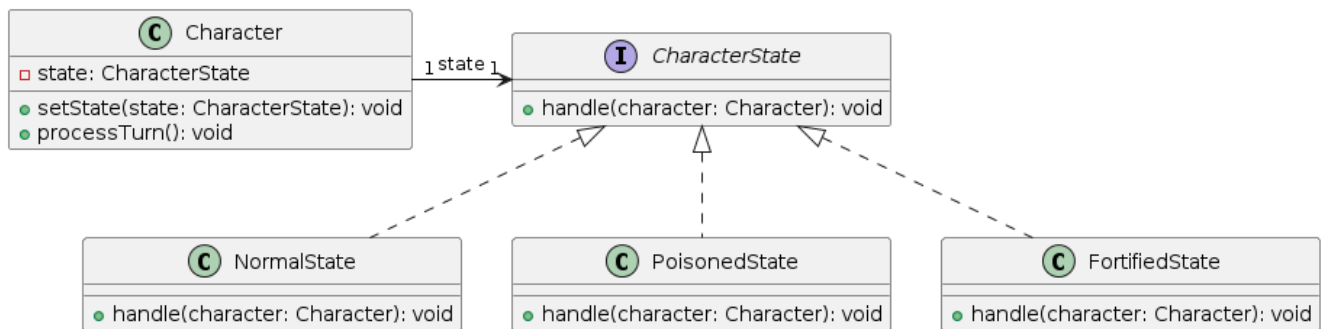 C Character
state: CharacterState
setState(state: CharacterState): void
processTurn(): void
1 state 1
I CharacterState
handle(character: Character): void
C NormalState
handle(character: Character): void
C PoisonedState
handle(character: Character): void
C FortifiedState
handle(character: Character): void